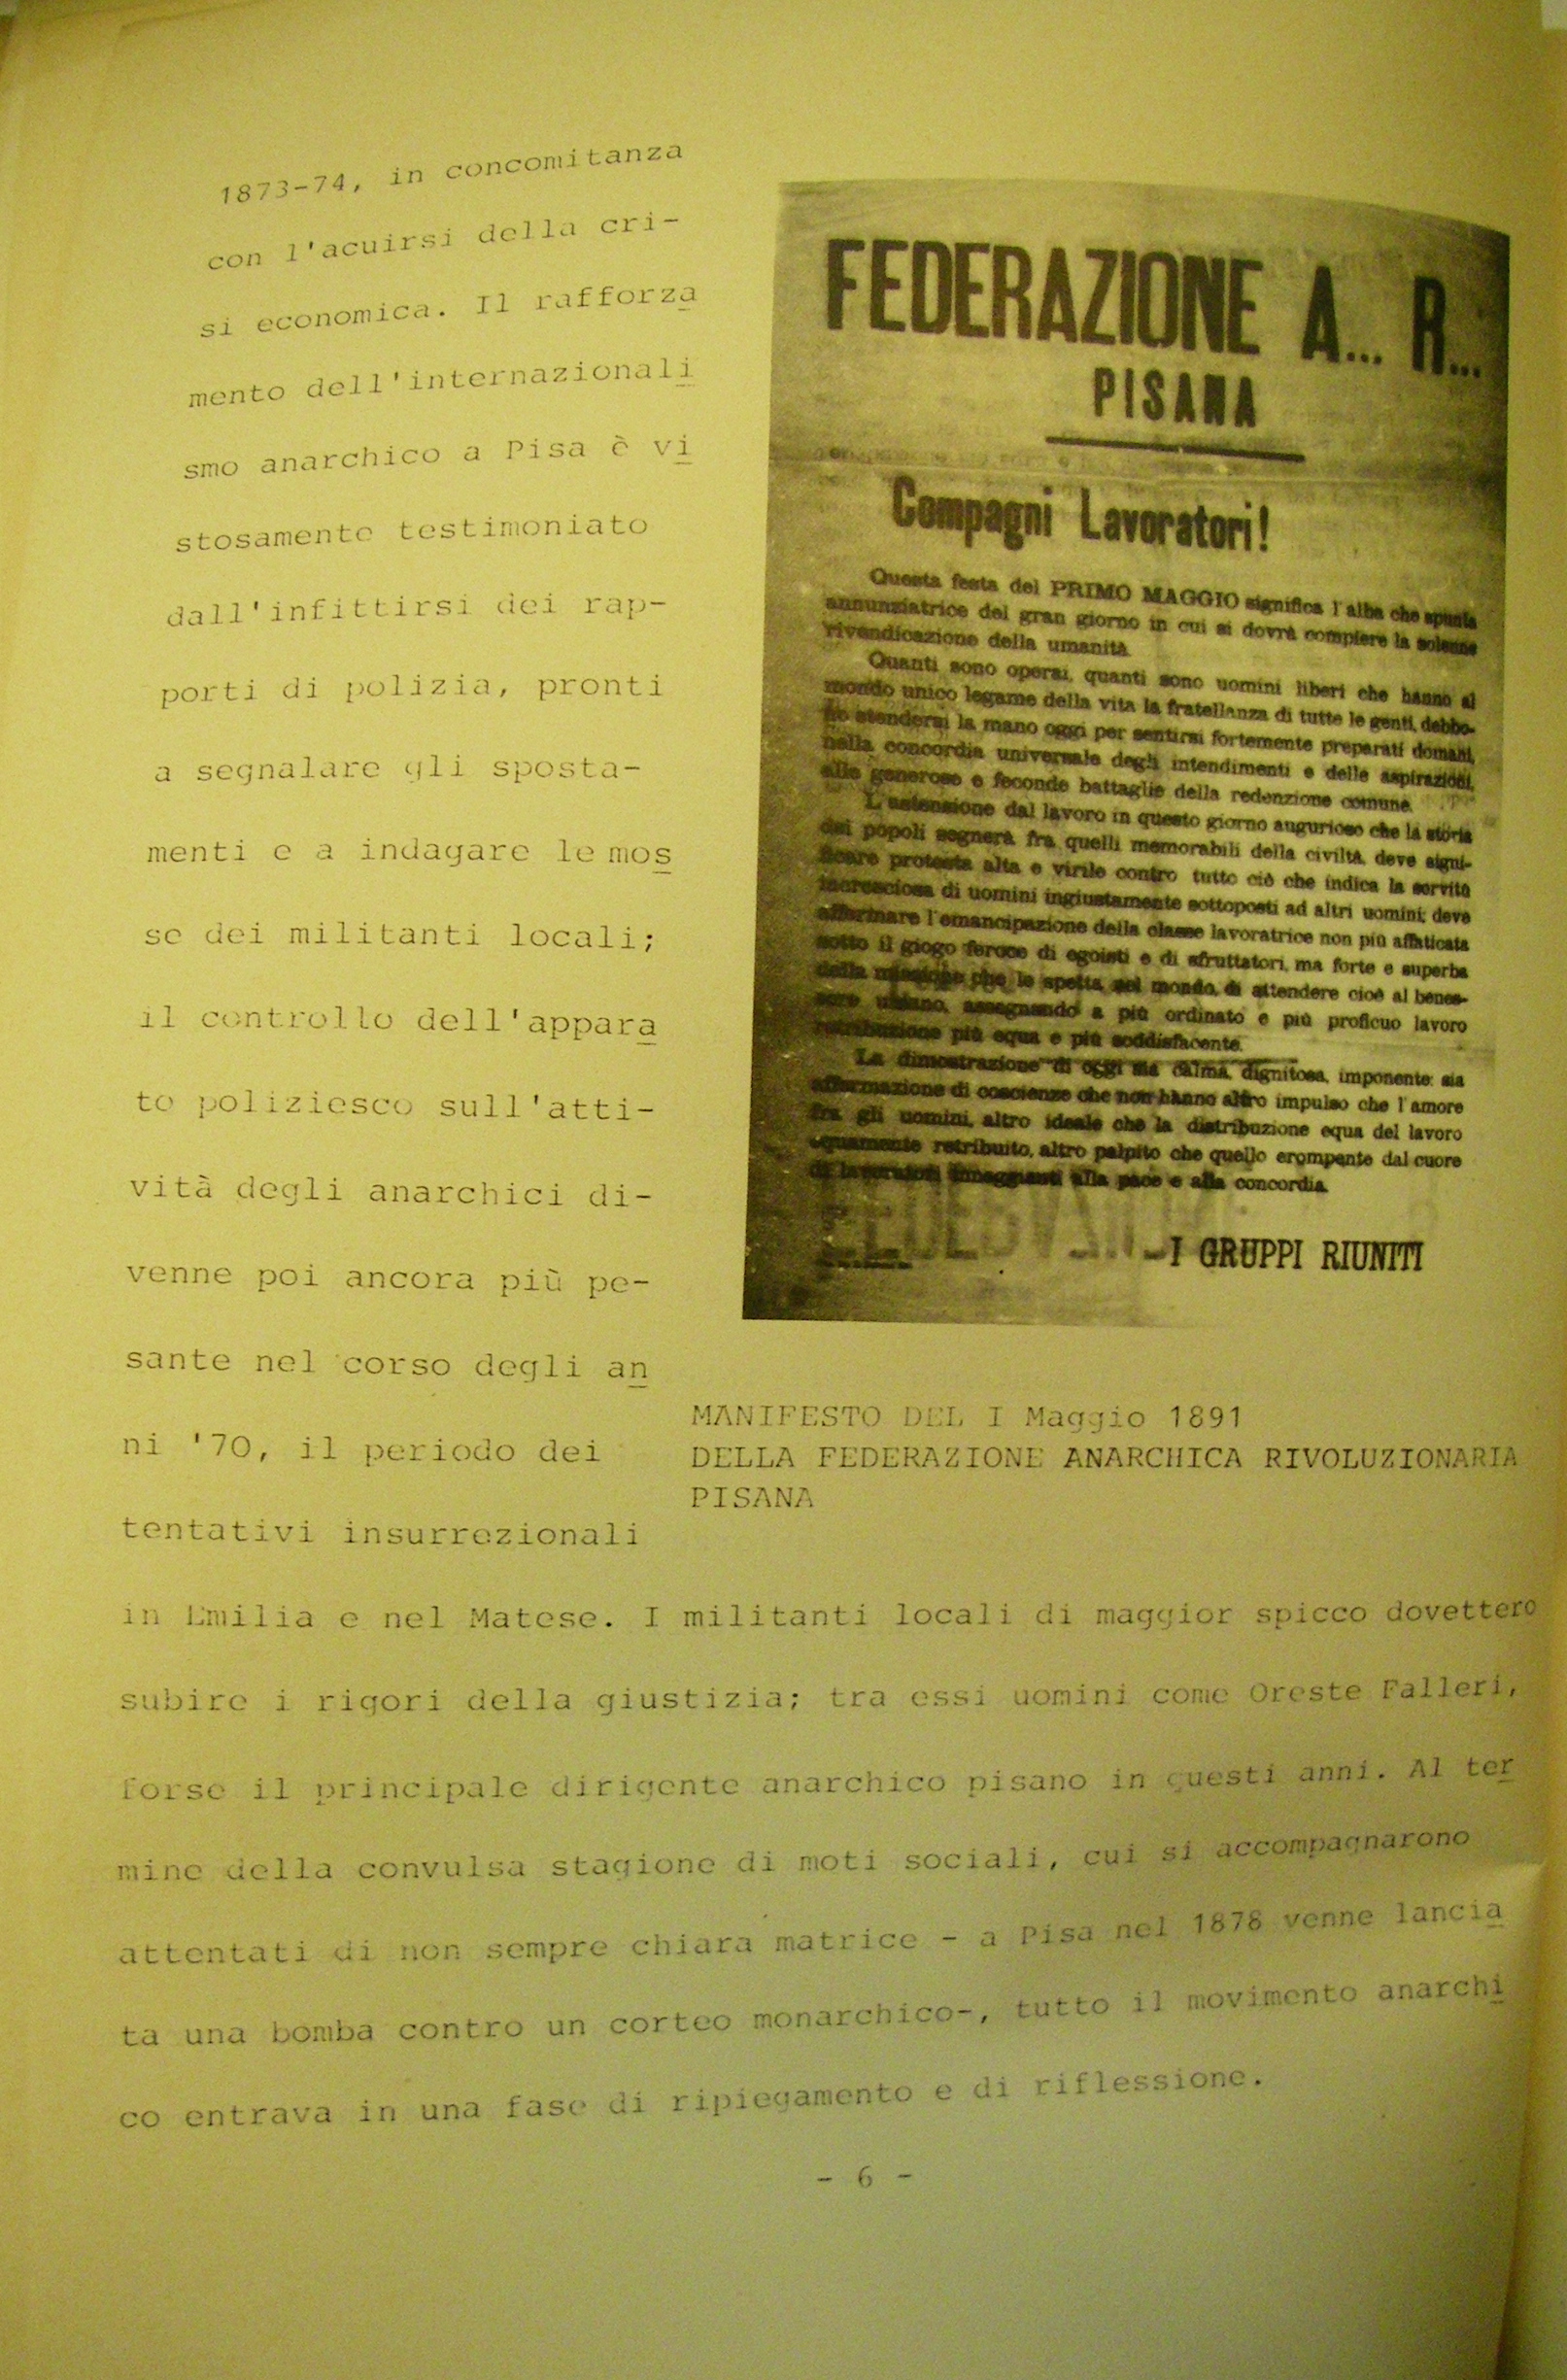 1873-74, in concomitanza
con l'acuirsi della cri-
si economica. Il rafforza
mento dell'internazionali
smo anarchico a Pisa è vi
stosamente testimoniato
dall'infittirsi dei rap-
porti di polizia, pronti
a segnalare gli sposta-
menti e a indagare le mos
se dei militanti locali;
il controllo dell'appara
to poliziesco sull'atti-
vità degli anarchici di-
venne poi ancora più pe-
sante nel corso degli an
ni '70, il periodo dei
tentativi insurrezionali
in Emilia e nel Matese. I militanti locali di maggior spicco dovettero
subire i rigori della giustizia; tra essi uomini come Oreste Falleri,
forse il principale dirigente anarchico pisano in questi anni. Al ter
mine della convulsa stagione di moti sociali, cui si accompagnarono
attentati di non sempre chiara matrice - a Pisa nel 1878 venne lancia
ta una bomba contro un corteo monarchico-, tutto il movimento anarchi
co entrava in una fase di ripiegamento e di riflessione.
FEDERAZIONE A... R...
PISANA
Compagni Lavoratori!
Questa festa del PRIMO MAGGIO significa l'alba che spunta
annunziatrice del gran giorno in cui si dovrà compiere la solenne
rivendicazione della umanità.
Quanti sono operai, quanti sono uomini liberi che hanno al
mondo unico legame della vita la fratellanza di tutte le genti, debbo-
no stendersi la mano oggi per sentirsi fortemente preparati domani,
nella concordia universale degli intendimenti e delle aspirazioni,
alle generose e feconde battaglie della redenzione comune.
L'astensione dal lavoro in questo giorno augurioso che la storia
dei popoli segnerà fra quelli memorabili della civiltà, deve signi-
ficare protesta alta e virile contro tutto ciò che indica la servitù
di uomini ingiustamente sottoposti ad altri uomini; deve
affermare l'emancipazione della classe lavoratrice non più affaticata
sotto il giogo feroce di egoisti e di sfruttatori, ma forte e superba
della missione che le spetta nel mondo, di attendere cioè al benes-
sere umano, assegnando a più ordinato e più proficuo lavoro
retribuzione più equa e più soddisfacente.
La dimostrazione di oggi sia calma, dignitosa, imponente: sia
affermazione di coscienze che non hanno altro impulso che l'amore
fra gli uomini, altro ideale che la distribuzione equa del lavoro
equamente retribuito, altro palpito che quello erompente dal cuore
di lavoratori inneggianti alla pace e alla concordia.
I GRUPPI RIUNITI
MANIFESTO DEL I Maggio 1891
DELLA FEDERAZIONE ANARCHICA RIVOLUZIONARIA
PISANA
- 6 -